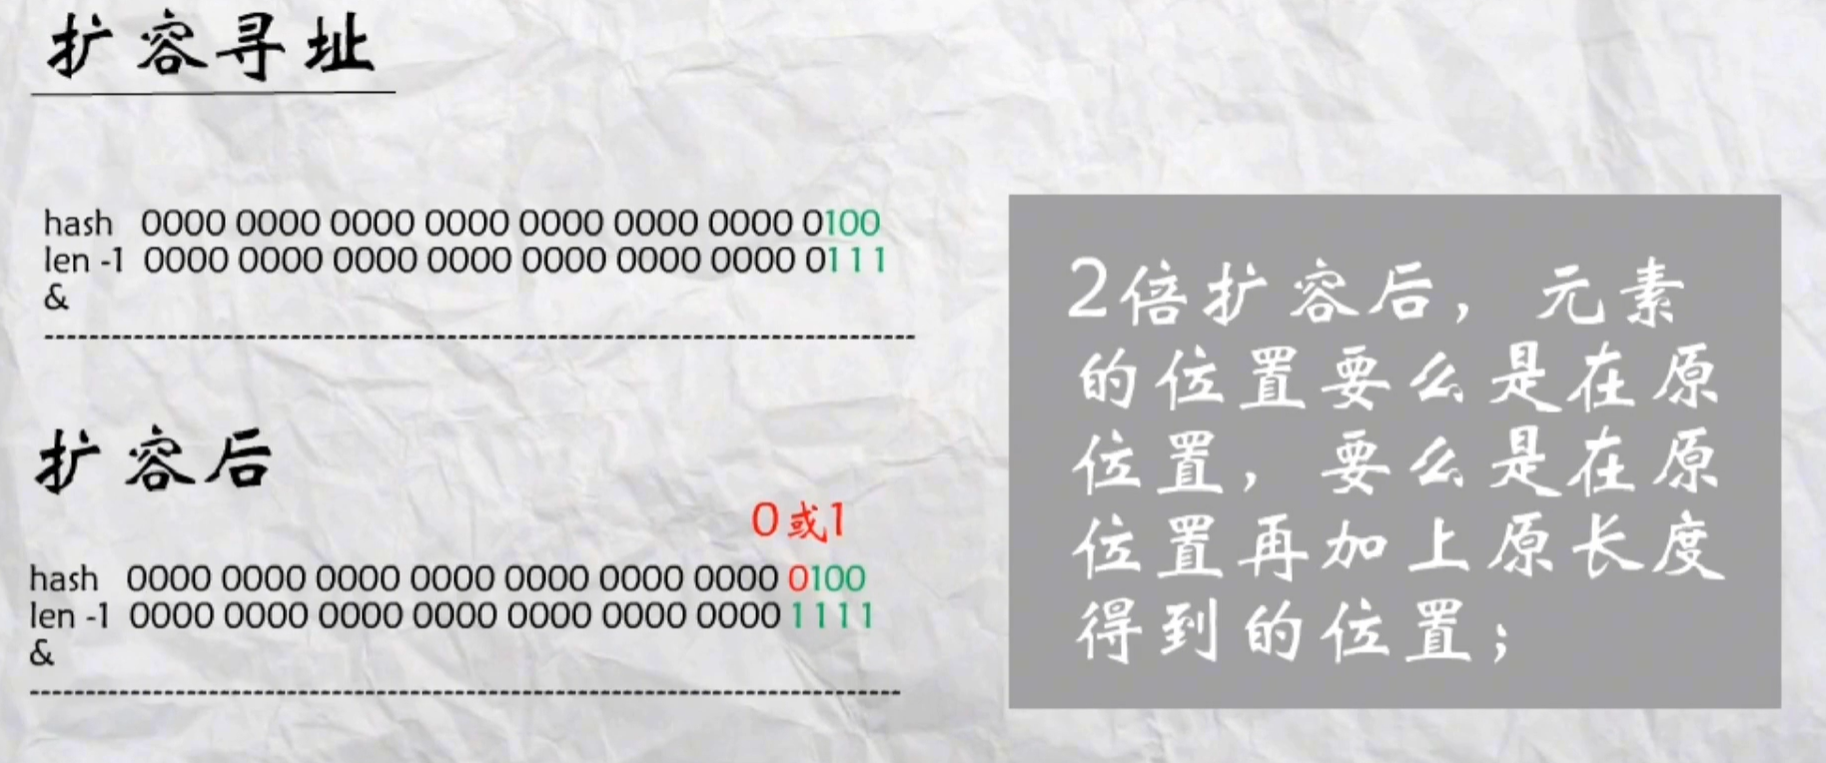 扩容寻址
hash 0000 0000 0000 0000 0000 0000 0000 0100
len -1 0000 0000 0000 0000 0000 0000 0000 0111
&
扩容后
0或1
hash 0000 0000 0000 0000 0000 0000 0000 0100
len -1 0000 0000 0000 0000 0000 0000 0000 1111
&
2倍扩容后，元素
的位置要么是在原
位置，要么是在原
位置再加上原长度
得到的位置；